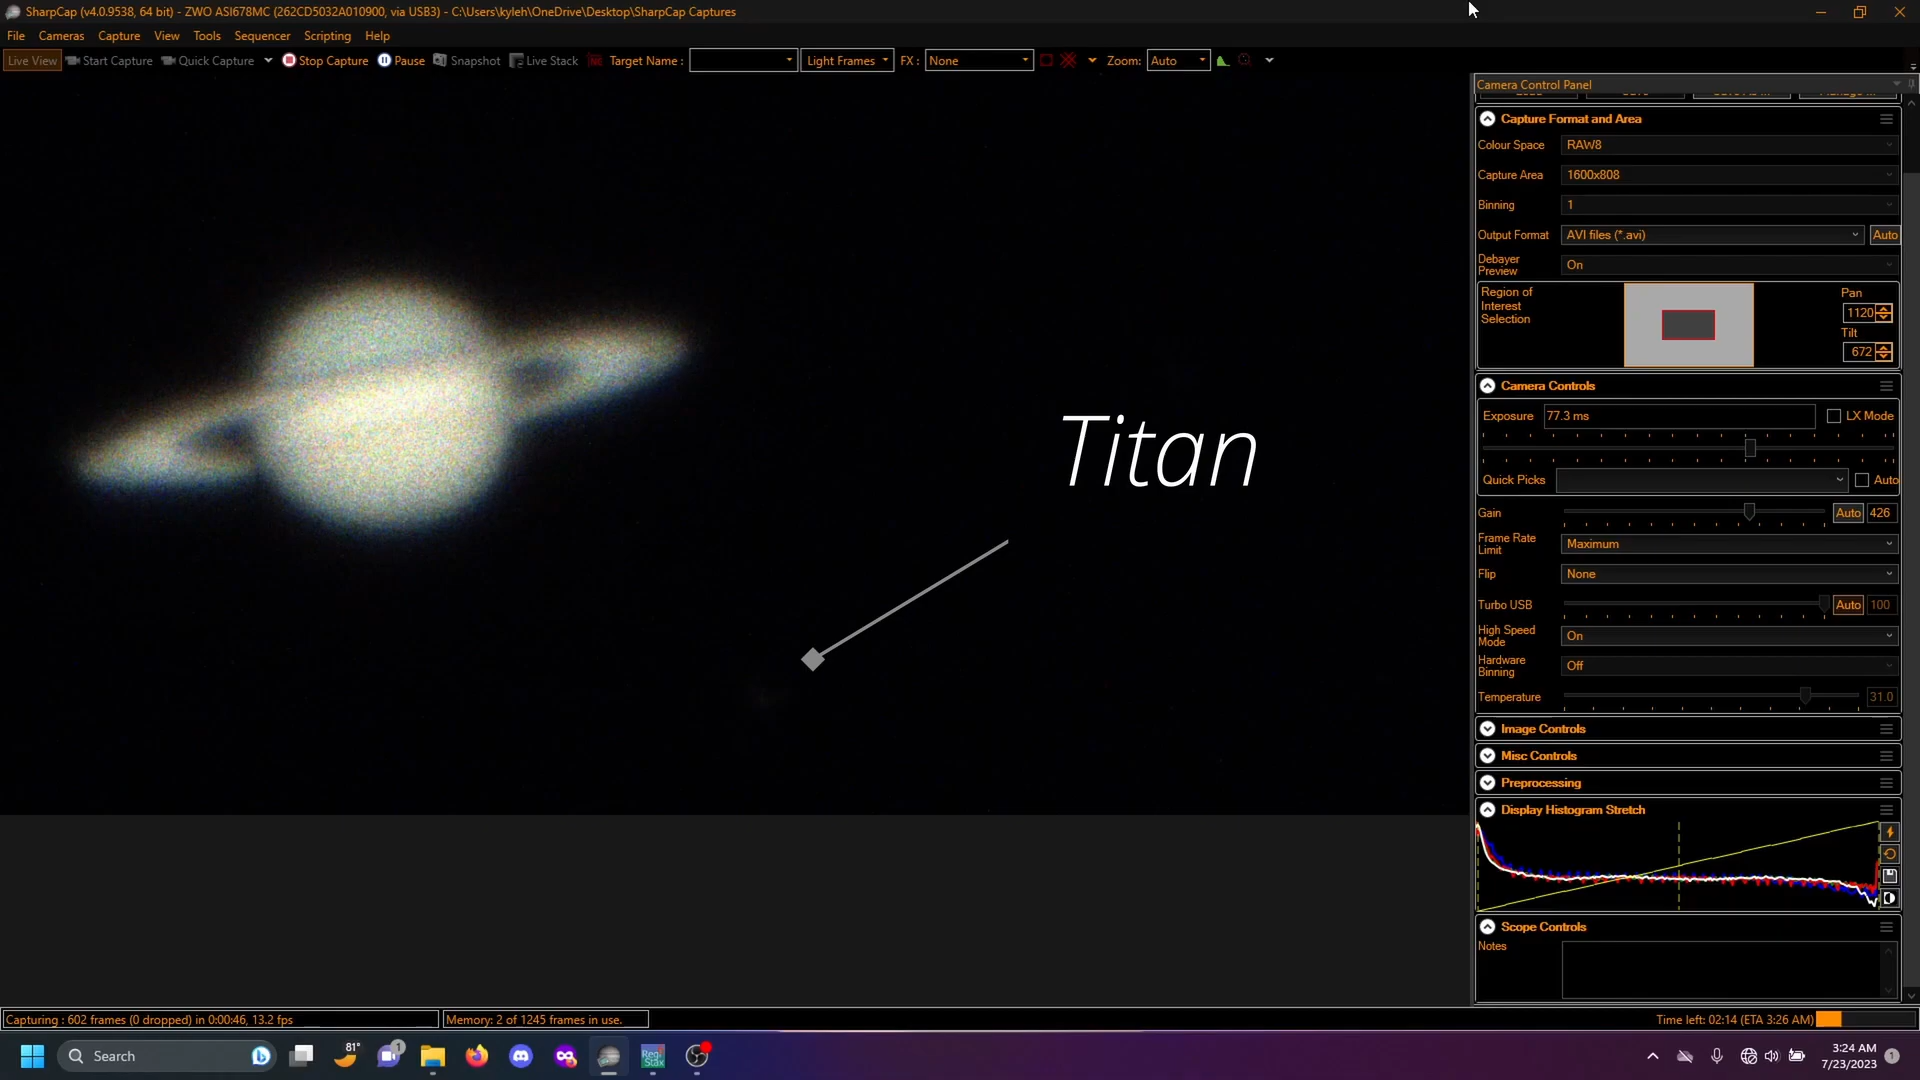 SharpCap (v4.0.9538, 64 bit) - ZWO ASI678MC (262CD5032A010900, via USB3) - C:\Users\kyleh\OneDrive\Desktop\SharpCap Captures
File Cameras Capture View Tools Sequencer Scripting Help
Live View Start Capture Quick Capture Stop Capture Pause Snapshot Live Stack Target Name : Light Frames FX : None Zoom: Auto
Camera Control Panel
Capture Format and Area
Colour Space RAW8
Capture Area 1600x808
Binning 1
Output Format AVI files (*.avi) Auto
Debayer Preview On
Region of Interest Selection
Pan
1120
Tilt
672
Titan
Camera Controls
Exposure 77.3 ms LX Mode
Quick Picks Auto
Gain Auto 426
Frame Rate Limit Maximum
Flip None
Turbo USB Auto 100
High Speed Mode On
Hardware Binning Off
Temperature 31.0
Image Controls
Misc Controls
Preprocessing
Display Histogram Stretch
Scope Controls
Notes
Capturing : 602 frames (0 dropped) in 0:00:46, 13.2 fps
Memory: 2 of 1245 frames in use.
Time left: 02:14 (ETA 3:26 AM)
Search
81°
1
Regi Stax
3:24 AM
7/23/2023
1